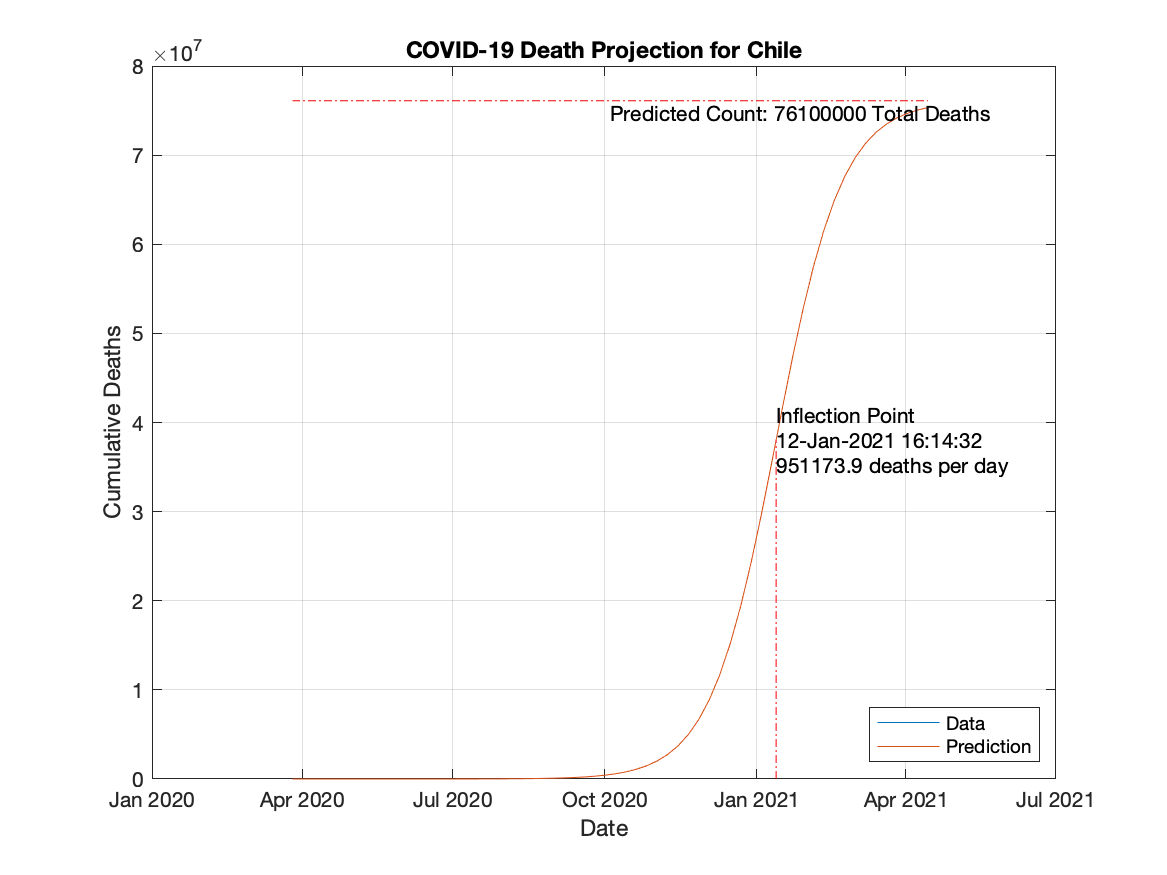 COVID-19 Death Projection for Chile
×10⁷
8
7
6
5
4
3
2
1
0
Cumulative Deaths
Predicted Count: 76100000 Total Deaths
Inflection Point
12-Jan-2021 16:14:32
951173.9 deaths per day
Data
Prediction
Jan 2020 Apr 2020 Jul 2020 Oct 2020 Jan 2021 Apr 2021 Jul 2021
Date